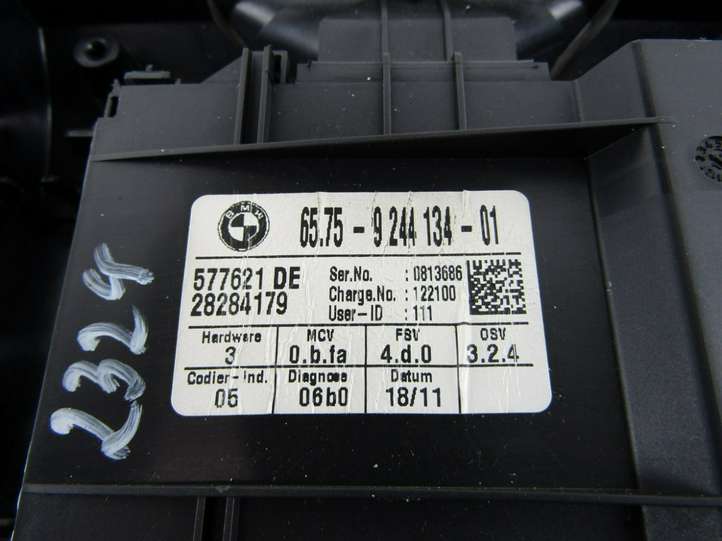 BMW
65.75 - 9 244 134 - 01
577621 DE
28284179
Ser.No. : 0813686
Charge.No. : 122100
User-ID : 111
Hardware MCV FSV OSV
3 0.b.fa 4.d.0 3.2.4
Codier-Ind. Diagnose Datum
05 06b0 18/11
2324